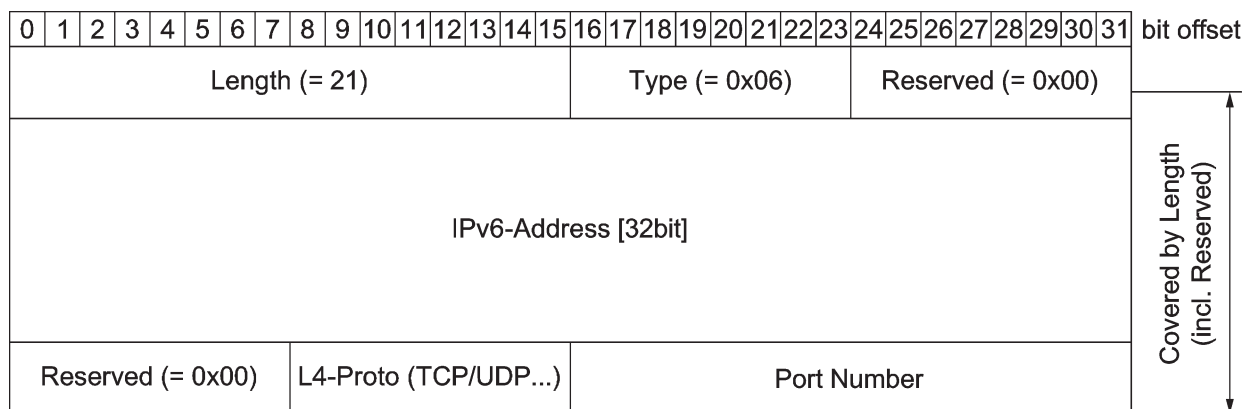 0 1 2 3 4 5 6 7 8 9 10 11 12 13 14 15 16 17 18 19 20 21 22 23 24 25 26 27 28 29 30 31 bit offset
Length (= 21) Type (= 0x06) Reserved (= 0x00)
IPv6-Address [32bit]
Covered by Length
(incl. Reserved)
Reserved (= 0x00) L4-Proto (TCP/UDP...) Port Number